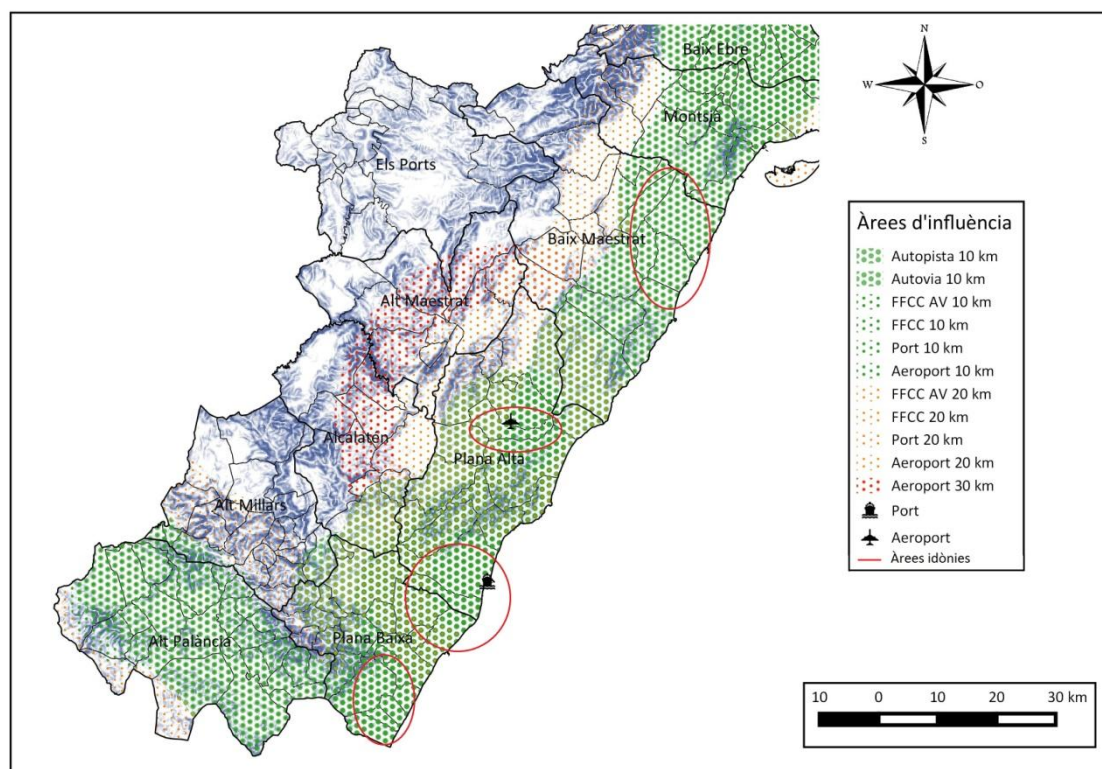 Baix Ebre
Montsià
Els Ports
Baix Maestrat
Alt Maestrat
Alcalatén
Plana Alta
Alt Millars
Alt Palància
Plana Baixa
N
W
O
S
Àrees d'influència
Autopista 10 km
Autovia 10 km
FFCC AV 10 km
FFCC 10 km
Port 10 km
Aeroport 10 km
FFCC AV 20 km
FFCC 20 km
Port 20 km
Aeroport 20 km
Aeroport 30 km
Port
Aeroport
Àrees idònies
10 0 10 20 30 km